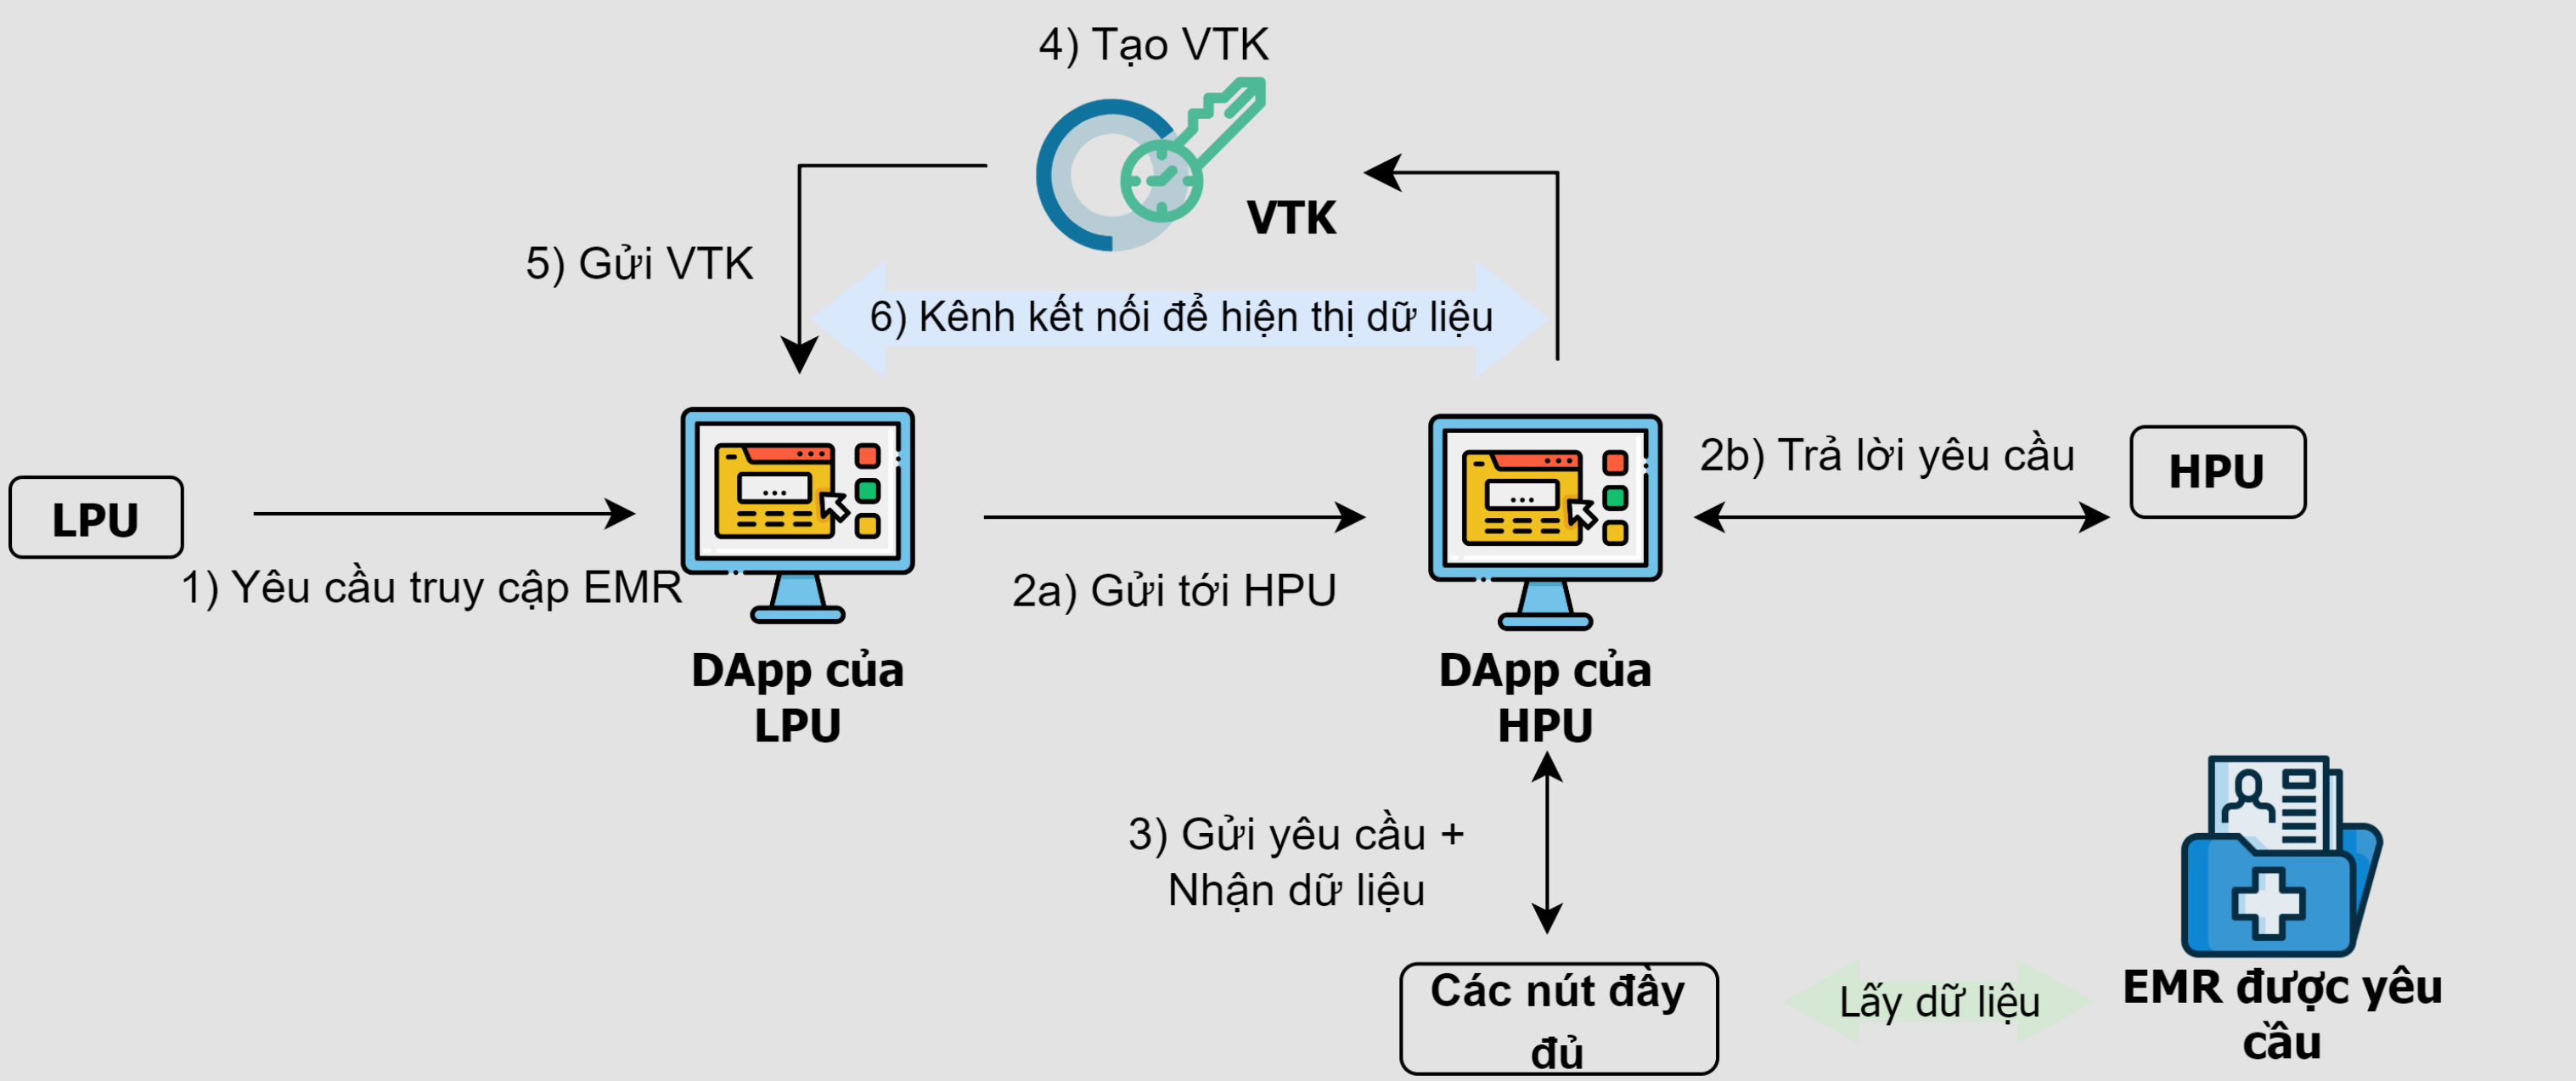 4) Tạo VTK
VTK
5) Gửi VTK
6) Kênh kết nối để hiện thị dữ liệu
LPU
1) Yêu cầu truy cập EMR
DApp của
LPU
2a) Gửi tới HPU
DApp của
HPU
2b) Trả lời yêu cầu
HPU
3) Gửi yêu cầu +
Nhận dữ liệu
Các nút đầy
đủ
Lấy dữ liệu
EMR được yêu
cầu